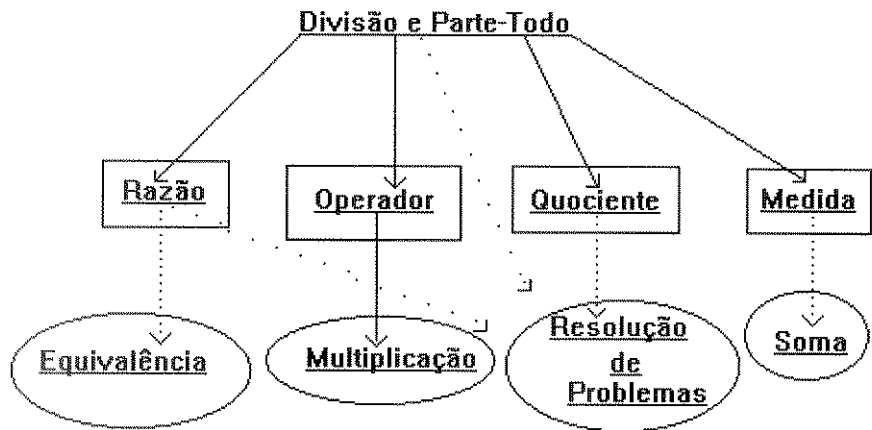 Divisão e Parte-Todo
Razão
Operador
Quociente
Medida
Equivalência
Multiplicação
Resolução
de
Problemas
Soma